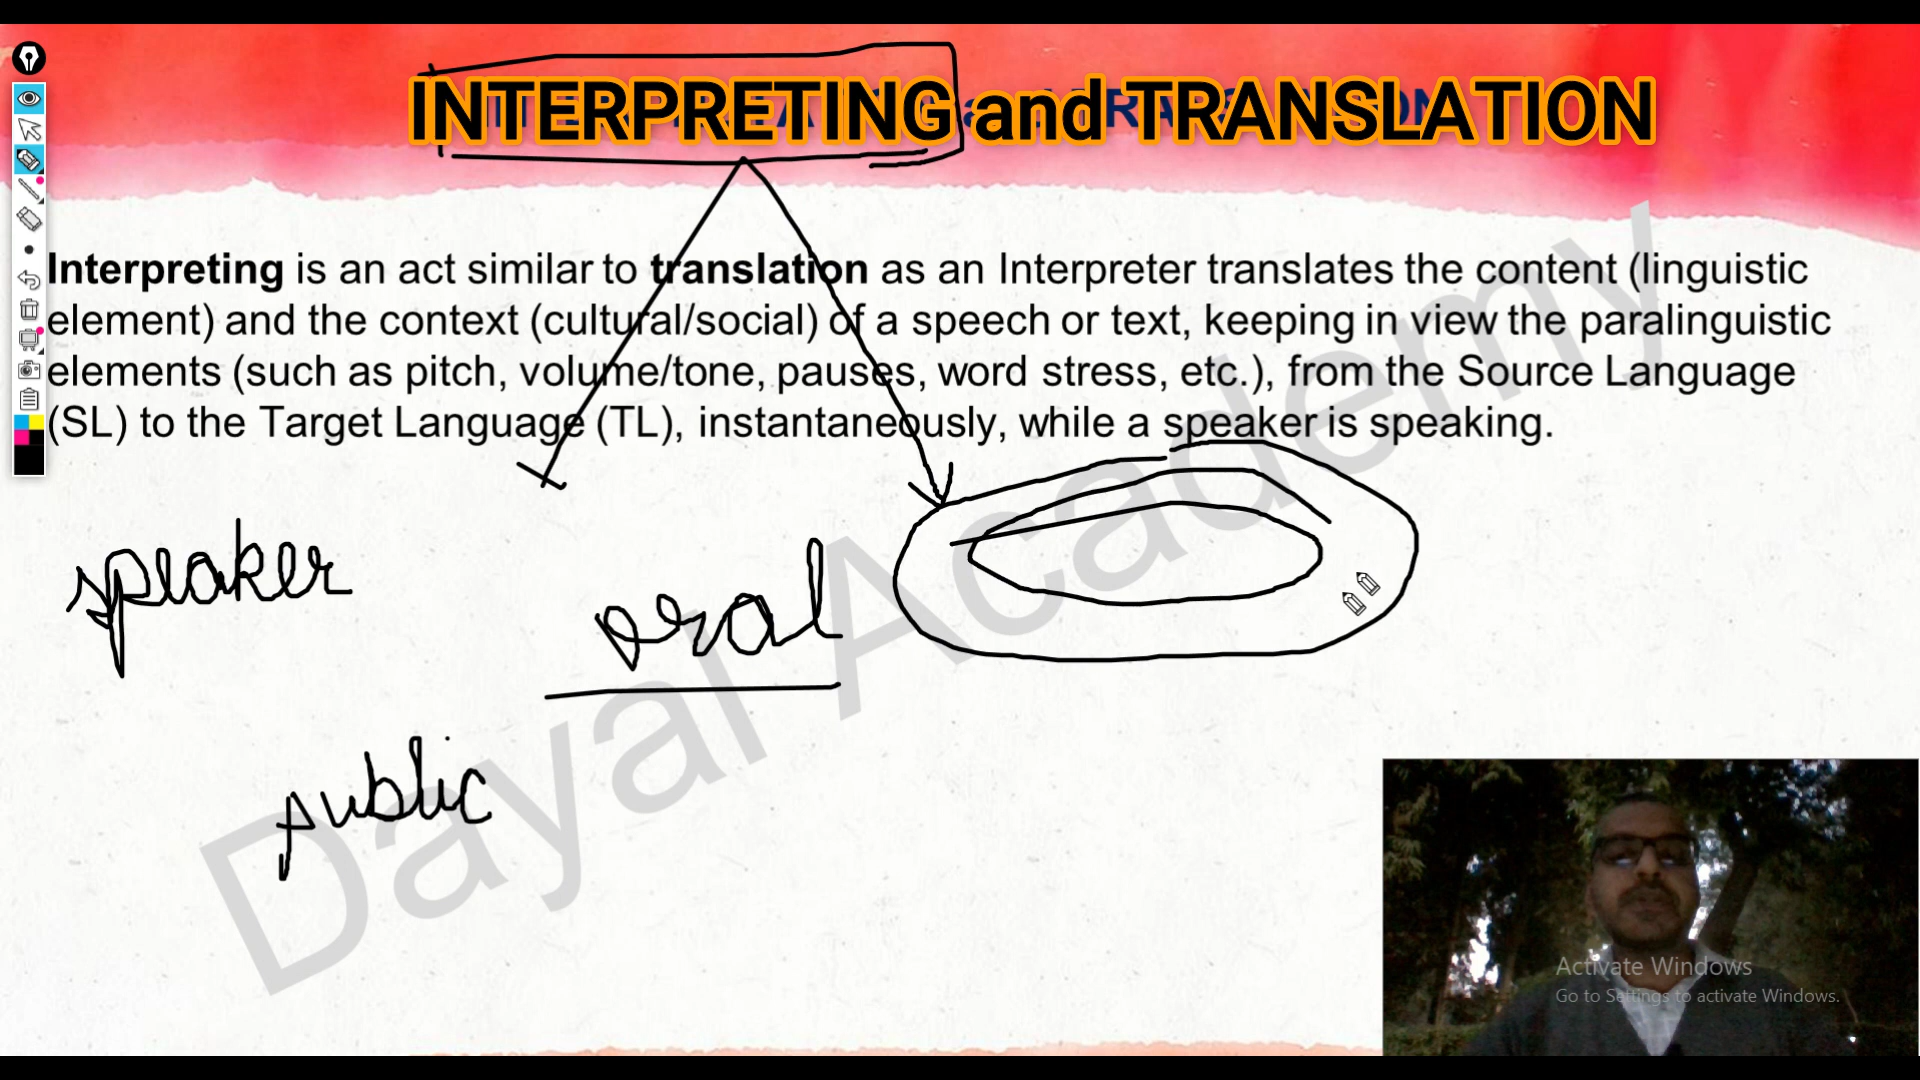 INTERPRETING and TRANSLATION
Interpreting is an act similar to translation as an Interpreter translates the content (linguistic
element) and the context (cultural/social) of a speech or text, keeping in view the paralinguistic
elements (such as pitch, volume/tone, pauses, word stress, etc.), from the Source Language
(SL) to the Target Language (TL), instantaneously, while a speaker is speaking.
speaker
oral
public
Dayal Academy
Activate Windows
Go to Settings to activate Windows.